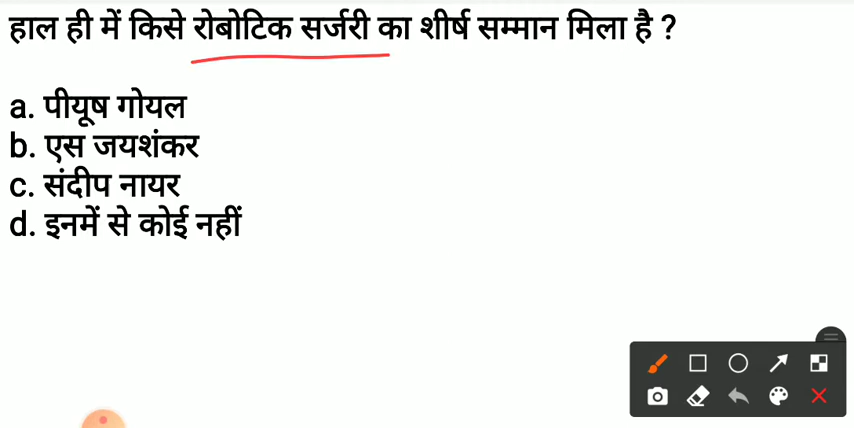 हाल ही में किसे रोबोटिक सर्जरी का शीर्ष सम्मान मिला है ?
a. पीयूष गोयल
b. एस जयशंकर
c. संदीप नायर
d. इनमें से कोई नहीं